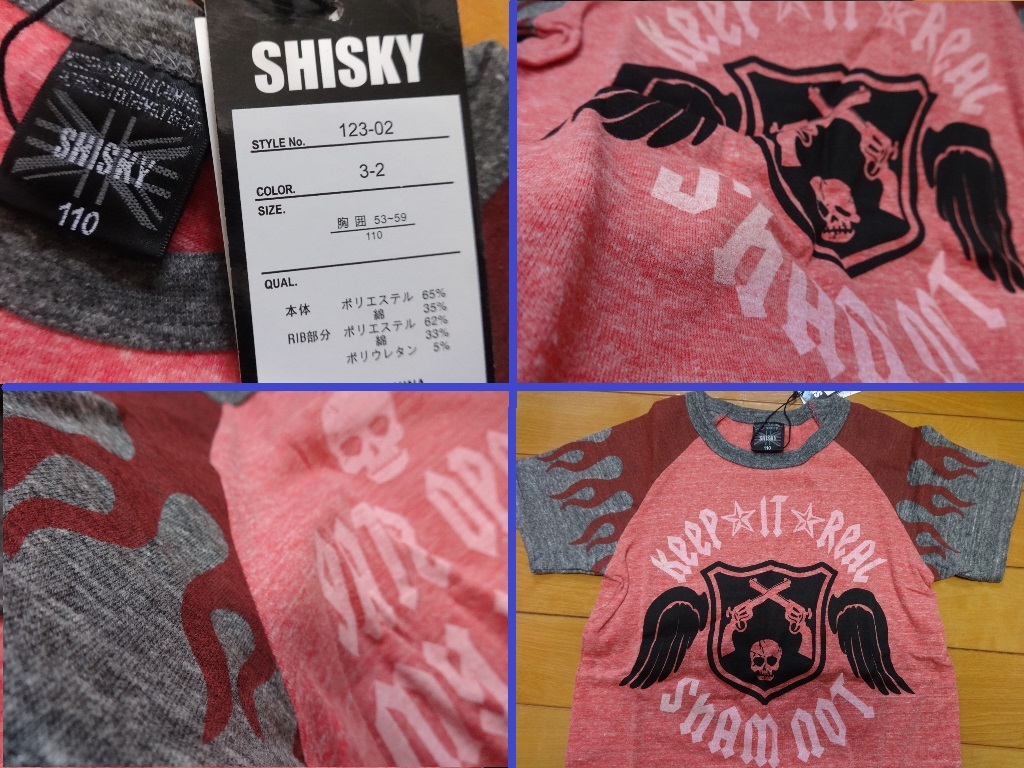 SHISKY
110
SHISKY
STYLE No. 123-02
COLOR. 3-2
SIZE. 胸囲 53~59
110
QUAL.
本体 ポリエステル 65%
綿 35%
RIB部分 ポリエステル 62%
綿 33%
ポリウレタン 5%
KEEP☆IT☆REAL
SHAM NOT
KEEP☆IT☆REAL
SHAM NOT
SHISKY
110